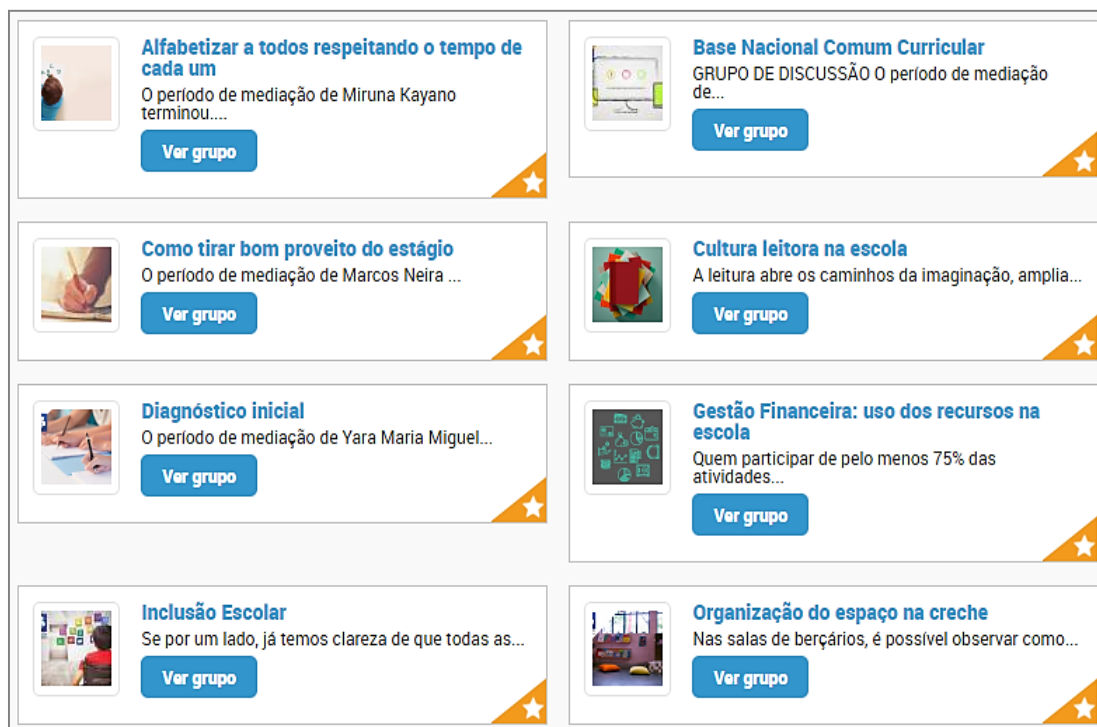 Alfabetizar a todos respeitando o tempo de
cada um
O período de mediação de Miruna Kayano
terminou....
Ver grupo
Base Nacional Comum Curricular
GRUPO DE DISCUSSÃO O período de mediação
de...
Ver grupo
Como tirar bom proveito do estágio
O período de mediação de Marcos Neira ...
Ver grupo
Cultura leitora na escola
A leitura abre os caminhos da imaginação, amplia...
Ver grupo
Diagnóstico inicial
O período de mediação de Yara Maria Miguel...
Ver grupo
Gestão Financeira: uso dos recursos na
escola
Quem participar de pelo menos 75% das
atividades...
Ver grupo
Inclusão Escolar
Se por um lado, já temos clareza de que todas as...
Ver grupo
Organização do espaço na creche
Nas salas de berçários, é possível observar como...
Ver grupo